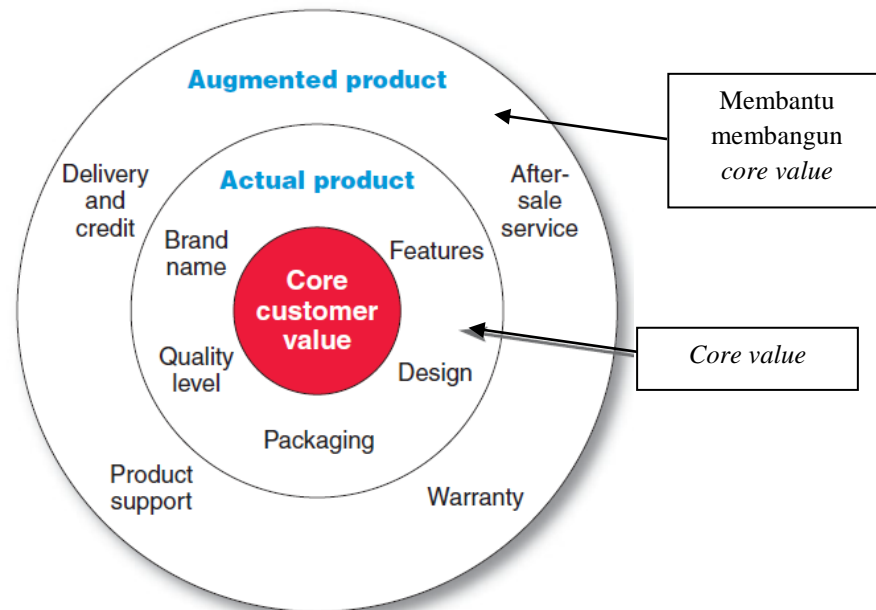 Augmented product
Membantu
membangun
core value
Delivery
and
credit
Actual product
After-
sale
service
Brand
name
Features
Core
customer
value
Core value
Quality
level
Design
Packaging
Product
support
Warranty